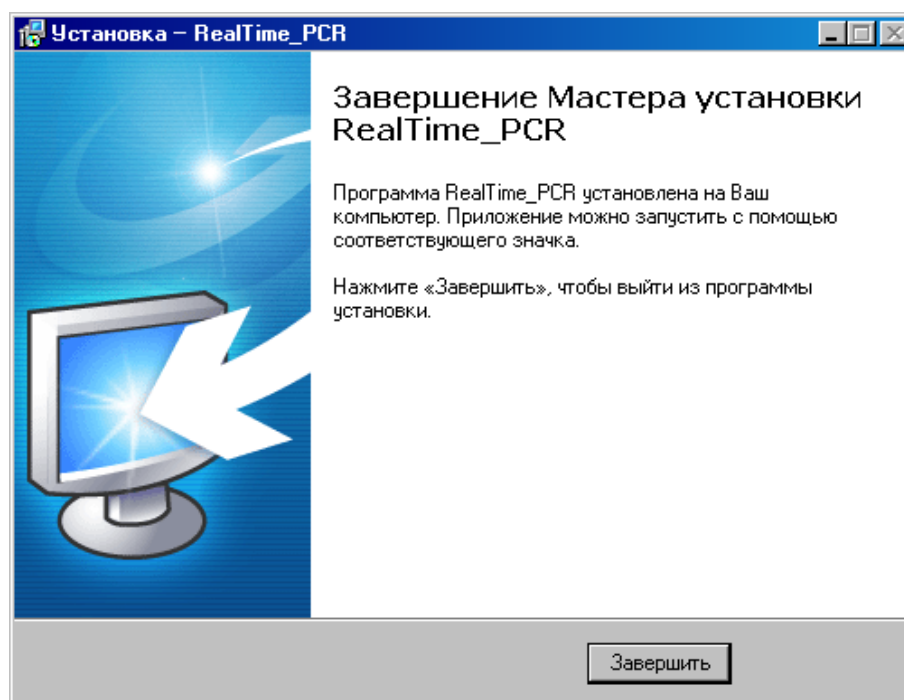 Установка – RealTime_PCR
Завершение Мастера установки
RealTime_PCR
Программа RealTime_PCR установлена на Ваш
компьютер. Приложение можно запустить с помощью
соответствующего значка.
Нажмите «Завершить», чтобы выйти из программы
установки.
Завершить